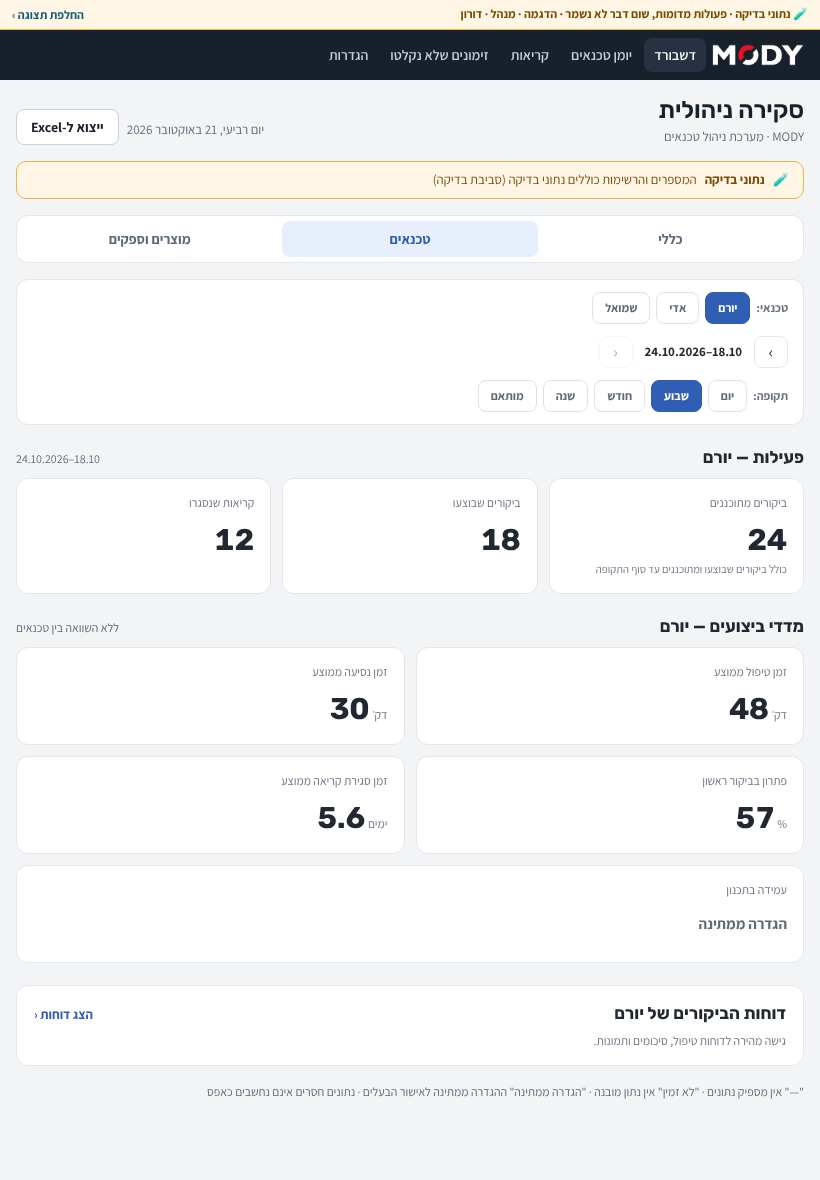 🧪 נתוני בדיקה · פעולות מדומות, שום דבר לא נשמר · הדגמה · מנהל · דורון
החלפת תצוגה ›
MODY
דשבורד
יומן טכנאים
קריאות
זימונים שלא נקלטו
הגדרות
סקירה ניהולית
MODY · מערכת ניהול טכנאים
יום רביעי, 21 באוקטובר 2026
ייצוא ל-Excel
🧪 נתוני בדיקה המספרים והרשימות כוללים נתוני בדיקה (סביבת בדיקה)
כללי
טכנאים
מוצרים וספקים
טכנאי: יורם אדי שמואל
‹ 18.10–24.10.2026 ›
תקופה: יום שבוע חודש שנה מותאם
פעילות — יורם
18.10–24.10.2026
ביקורים מתוכננים
24
כולל ביקורים שבוצעו ומתוכננים עד סוף התקופה
ביקורים שבוצעו
18
קריאות שנסגרו
12
מדדי ביצועים — יורם
ללא השוואה בין טכנאים
זמן טיפול ממוצע
48 דק׳
זמן נסיעה ממוצע
30 דק׳
פתרון בביקור ראשון
57 %
זמן סגירת קריאה ממוצע
5.6 ימים
עמידה בתכנון
הגדרה ממתינה
דוחות הביקורים של יורם
הצג דוחות ›
גישה מהירה לדוחות טיפול, סיכומים ותמונות.
"—" אין מספיק נתונים · "לא זמין" אין נתון מובנה · "הגדרה ממתינה" ההגדרה ממתינה לאישור הבעלים · נתונים חסרים אינם נחשבים כאפס